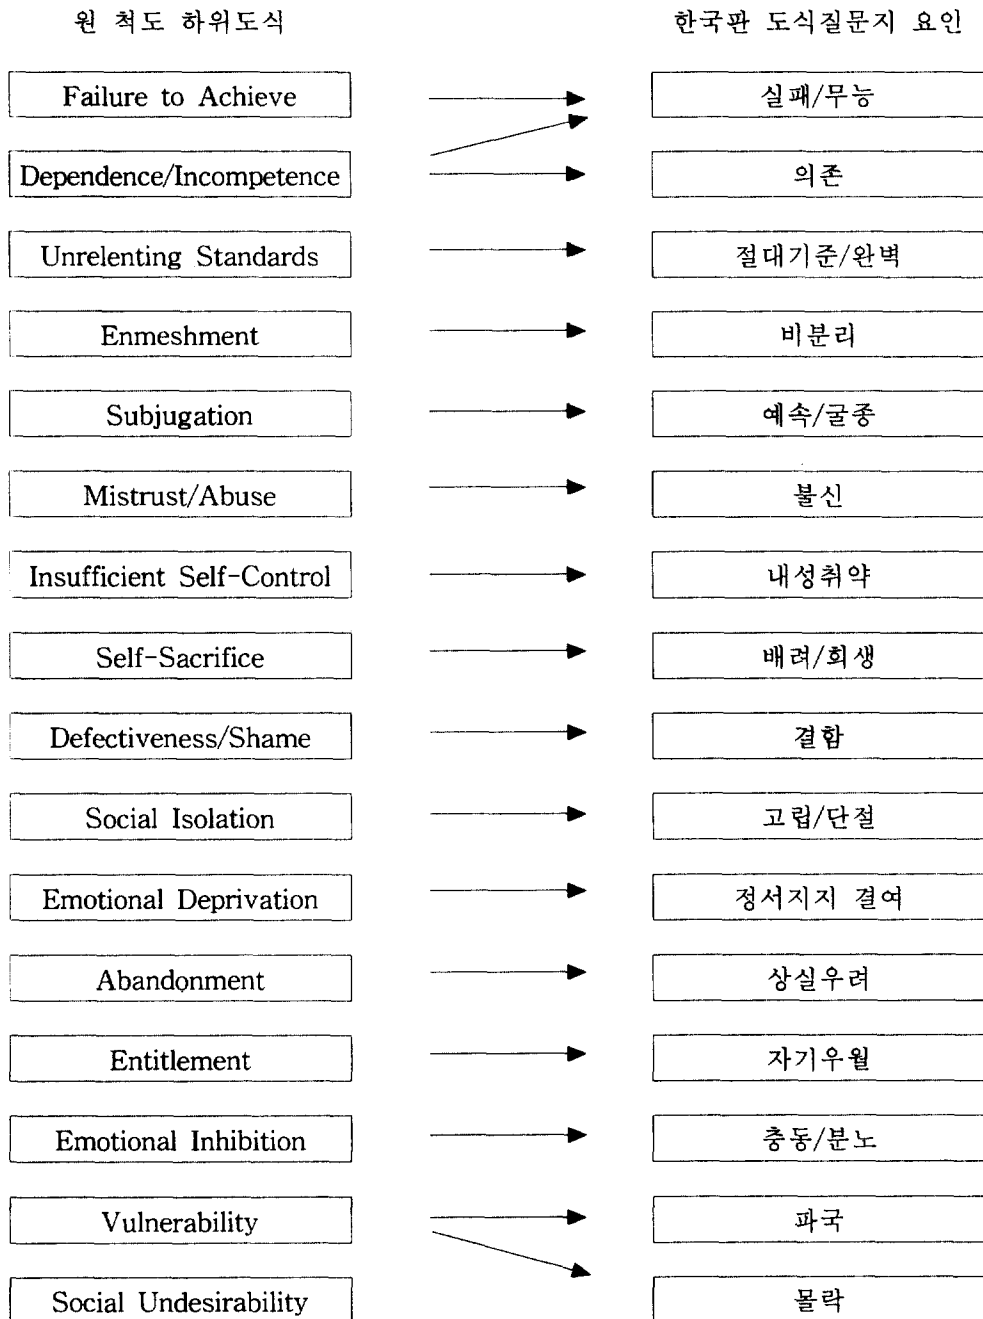 원 척도 하위도식 한국판 도식질문지 요인
Failure to Achieve 실패/무능
Dependence/Incompetence 의존
Unrelenting Standards 절대기준/완벽
Enmeshment 비분리
Subjugation 예속/굴종
Mistrust/Abuse 불신
Insufficient Self-Control 내성취약
Self-Sacrifice 배려/희생
Defectiveness/Shame 결함
Social Isolation 고립/단절
Emotional Deprivation 정서지지 결여
Abandonment 상실우려
Entitlement 자기우월
Emotional Inhibition 충동/분노
Vulnerability 파국
Social Undesirability 몰락